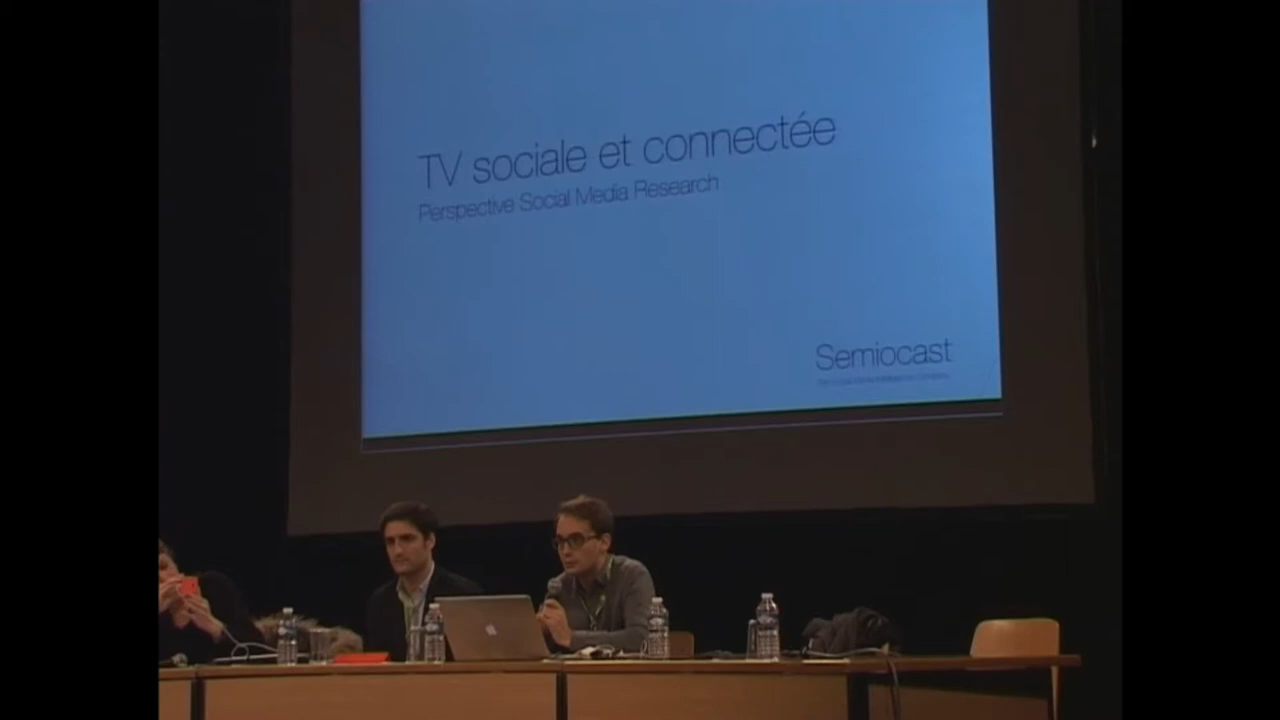 TV sociale et connectée
Perspective Social Media Research
Semiocast